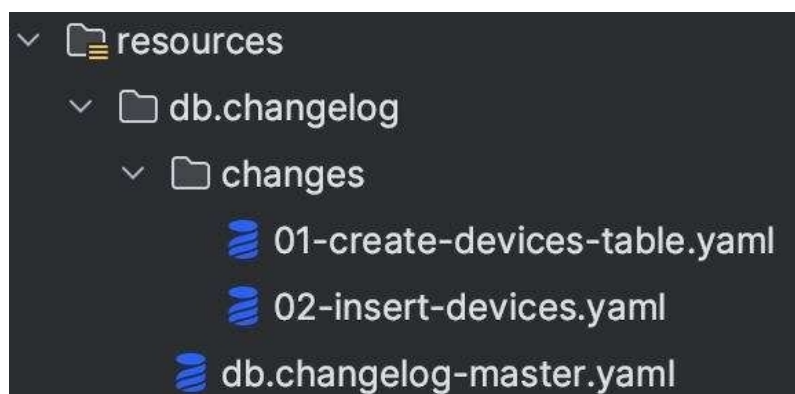 resources
db.changelog
changes
01-create-devices-table.yaml
02-insert-devices.yaml
db.changelog-master.yaml